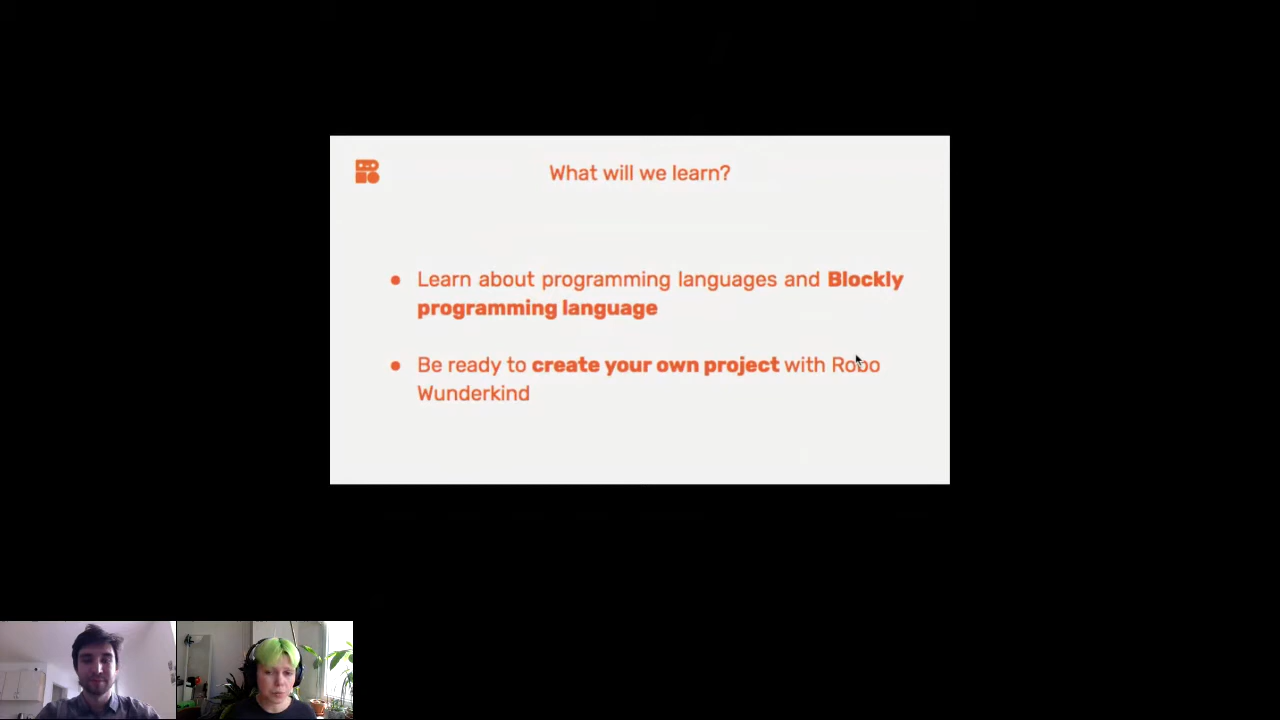 What will we learn?
● Learn about programming languages and Blockly
programming language
● Be ready to create your own project with Robo
Wunderkind